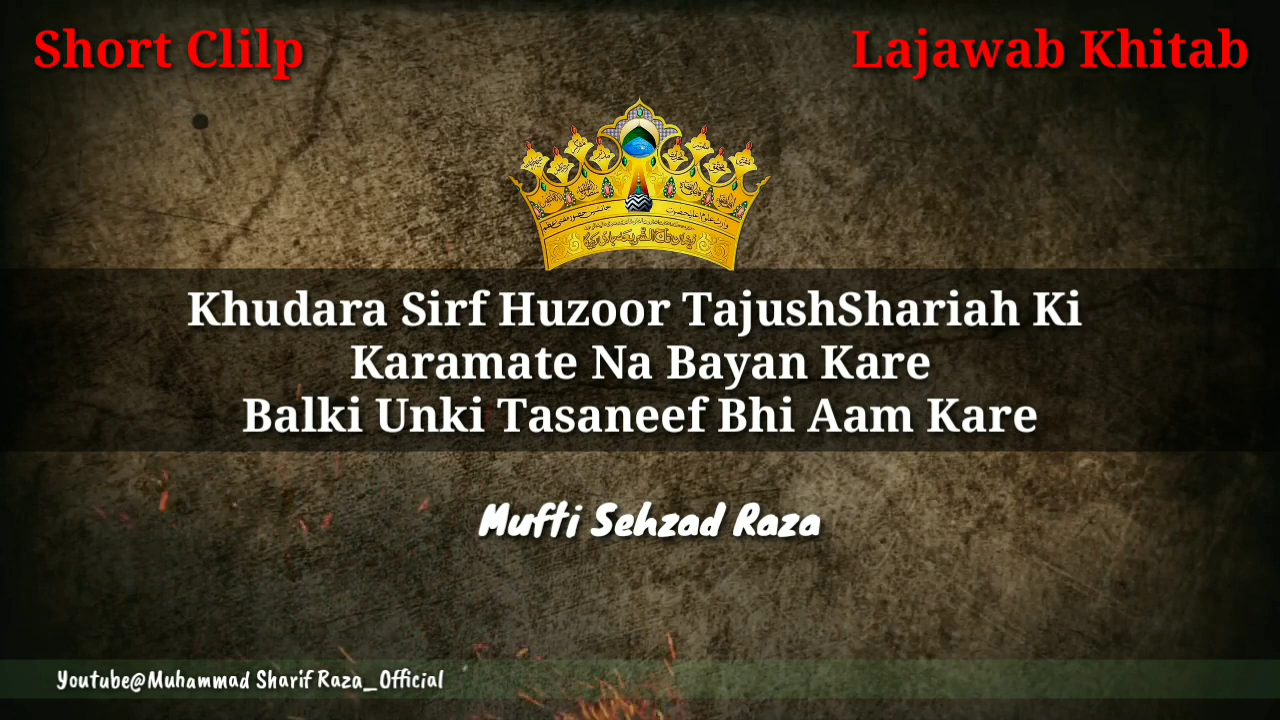 Short Clilp
Lajawab Khitab
Khudara Sirf Huzoor TajushShariah Ki
Karamate Na Bayan Kare
Balki Unki Tasaneef Bhi Aam Kare
Mufti Sehzad Raza
Youtube@Muhammad Sharif Raza_Official